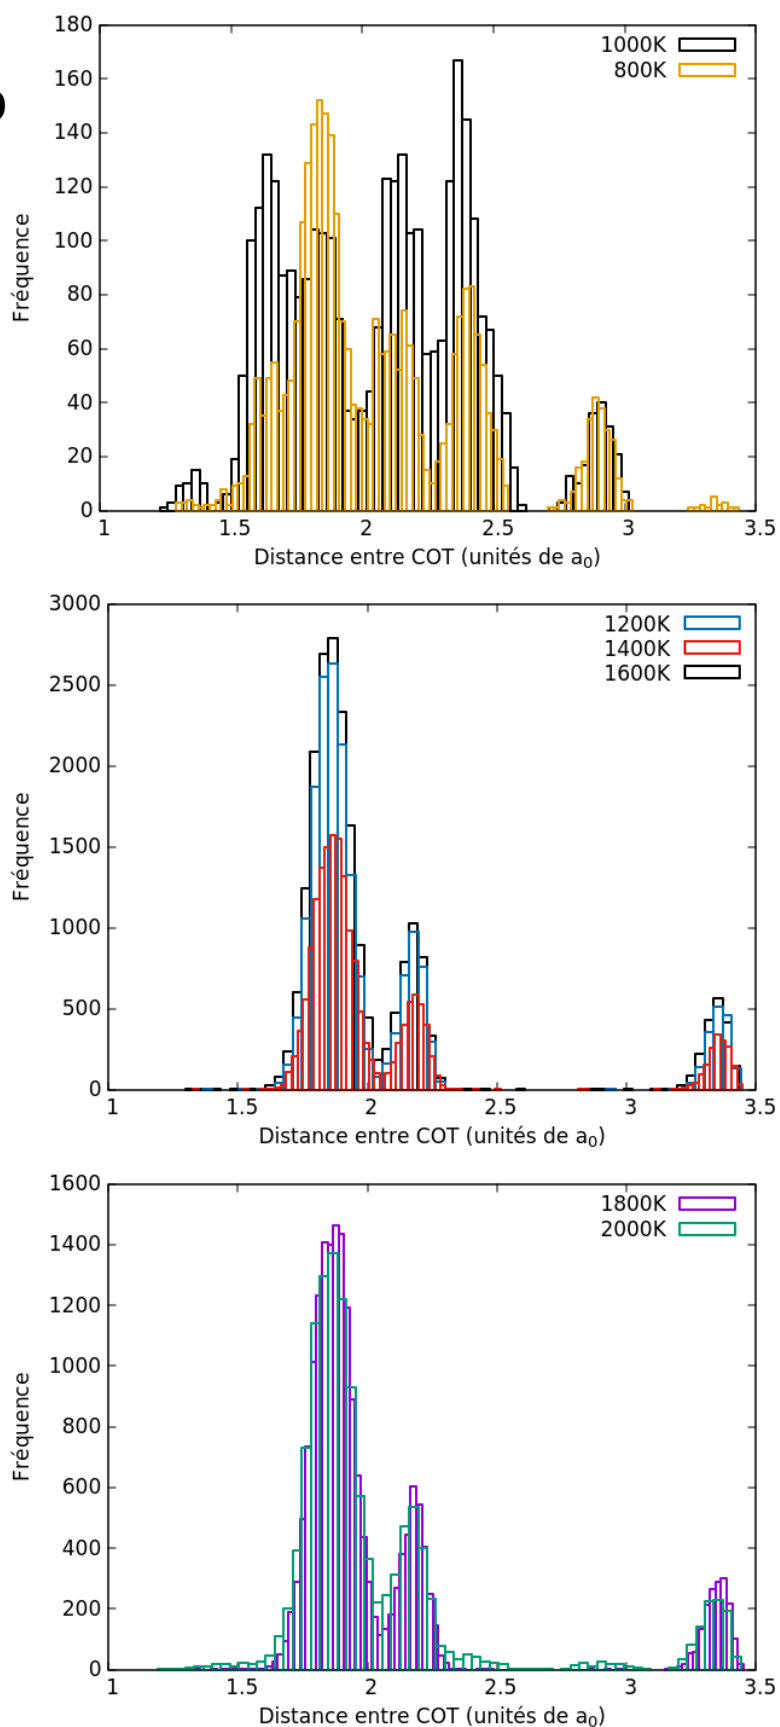 180
160
140
120
100
80
60
40
20
0
Fréquence
1000K
800K
1 1.5 2 2.5 3 3.5
Distance entre COT (unités de a₀)
3000
2500
2000
1500
1000
500
0
Fréquence
1200K
1400K
1600K
1 1.5 2 2.5 3 3.5
Distance entre COT (unités de a₀)
1600
1400
1200
1000
800
600
400
200
0
Fréquence
1800K
2000K
1 1.5 2 2.5 3 3.5
Distance entre COT (unités de a₀)